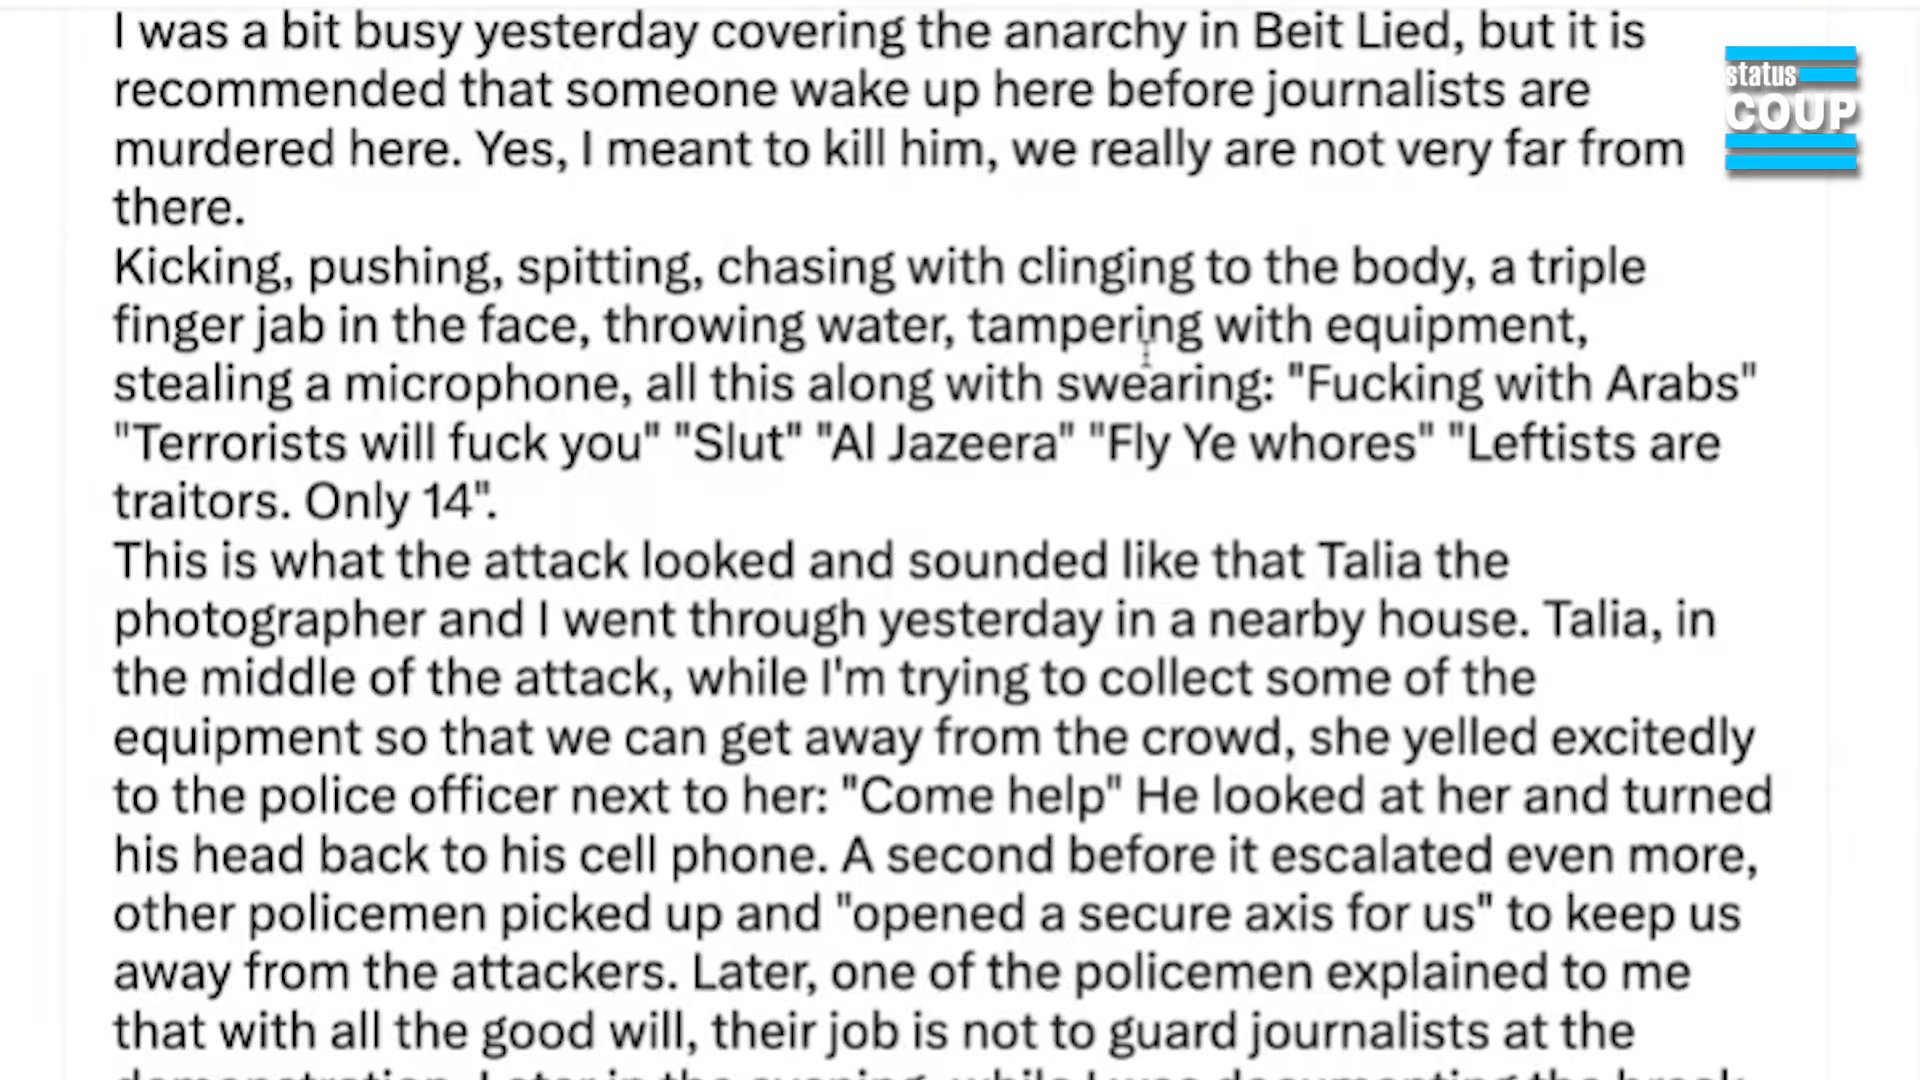 I was a bit busy yesterday covering the anarchy in Beit Lied, but it is
recommended that someone wake up here before journalists are
murdered here. Yes, I meant to kill him, we really are not very far from
there.
Kicking, pushing, spitting, chasing with clinging to the body, a triple
finger jab in the face, throwing water, tampering with equipment,
stealing a microphone, all this along with swearing: "Fucking with Arabs"
"Terrorists will fuck you" "Slut" "Al Jazeera" "Fly Ye whores" "Leftists are
traitors. Only 14".
This is what the attack looked and sounded like that Talia the
photographer and I went through yesterday in a nearby house. Talia, in
the middle of the attack, while I'm trying to collect some of the
equipment so that we can get away from the crowd, she yelled excitedly
to the police officer next to her: "Come help" He looked at her and turned
his head back to his cell phone. A second before it escalated even more,
other policemen picked up and "opened a secure axis for us" to keep us
away from the attackers. Later, one of the policemen explained to me
that with all the good will, their job is not to guard journalists at the
status
COUP